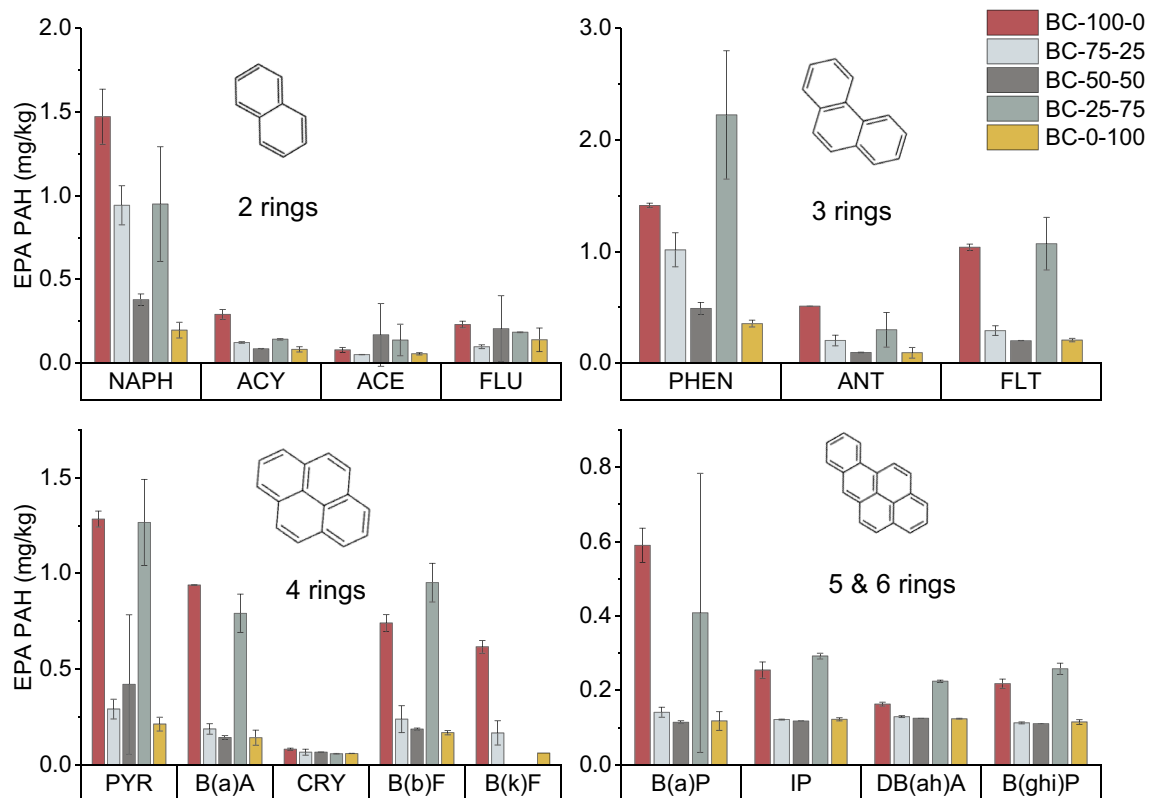 EPA PAH (mg/kg)
2.0
1.5
1.0
0.5
0.0
2 rings
NAPH ACY ACE FLU
3.0
2.0
1.0
0.0
3 rings
PHEN ANT FLT
BC-100-0
BC-75-25
BC-50-50
BC-25-75
BC-0-100
EPA PAH (mg/kg)
1.5
1.0
0.5
0.0
4 rings
PYR B(a)A CRY B(b)F B(k)F
0.8
0.6
0.4
0.2
0.0
5 & 6 rings
B(a)P IP DB(ah)A B(ghi)P